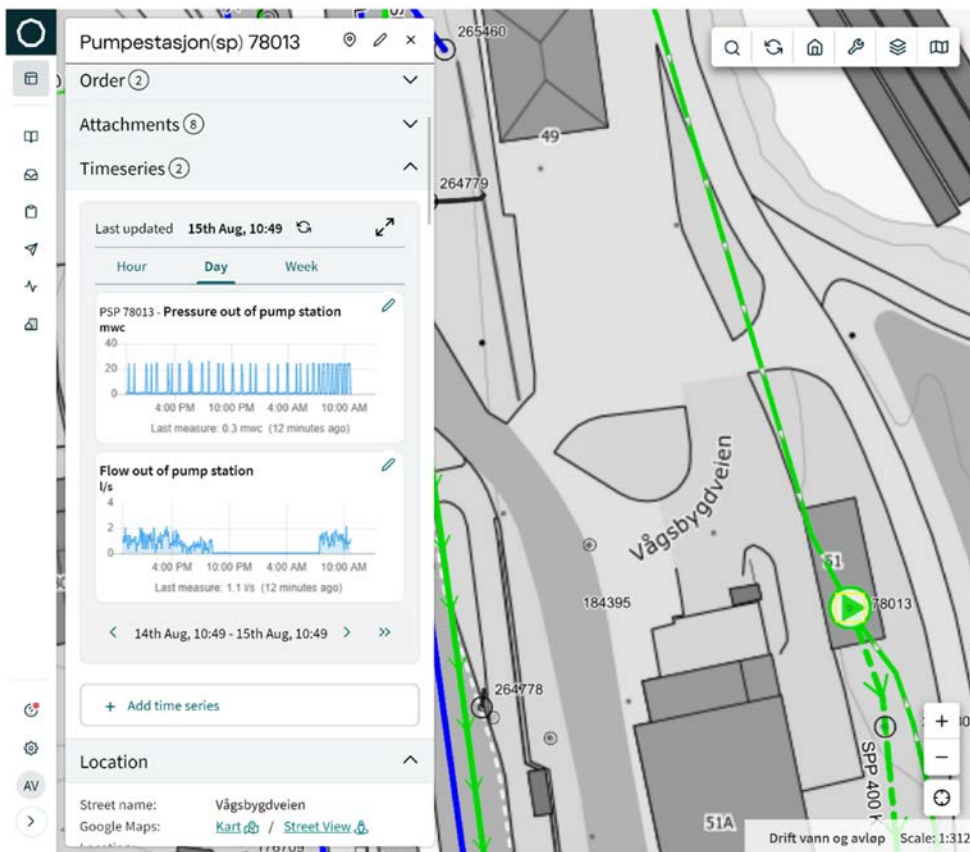 Pumpestasjon(sp) 78013
Order 2
Attachments 8
Timeseries 2
Last updated 15th Aug, 10:49
Hour Day Week
PSP 78013 - Pressure out of pump station
mwc
40
20
0
4:00 PM 10:00 PM 4:00 AM 10:00 AM
Last measure: 0.3 mwc (12 minutes ago)
Flow out of pump station
l/s
4
2
0
4:00 PM 10:00 PM 4:00 AM 10:00 AM
Last measure: 1.1 l/s (12 minutes ago)
14th Aug, 10:49 - 15th Aug, 10:49
+ Add time series
Location
Street name: Vågsbygdveien
Google Maps: Kart / Street View
AV
265460
49
264779
Vågsbygdveien
51
78013
184395
264778
SPP 400 K
51A
Drift vann og avløp Scale: 1:312